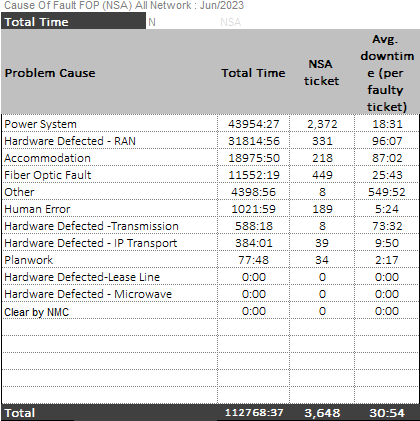 Cause Of Fault FOP (NSA) All Network : Jun/2023
Total Time N NSA
Problem Cause Total Time NSA ticket Avg. downtime (per faulty ticket)
Power System 43954:27 2,372 18:31
Hardware Defected - RAN 31814:56 331 96:07
Accommodation 18975:50 218 87:02
Fiber Optic Fault 11552:19 449 25:43
Other 4398:56 8 549:52
Human Error 1021:59 189 5:24
Hardware Defected -Transmission 588:18 8 73:32
Hardware Defected - IP Transport 384:01 39 9:50
Planwork 77:48 34 2:17
Hardware Defected-Lease Line 0:00 0 0:00
Hardware Defected - Microwave 0:00 0 0:00
Clear by NMC 0:00 0 0:00
Total 112768:37 3,648 30:54